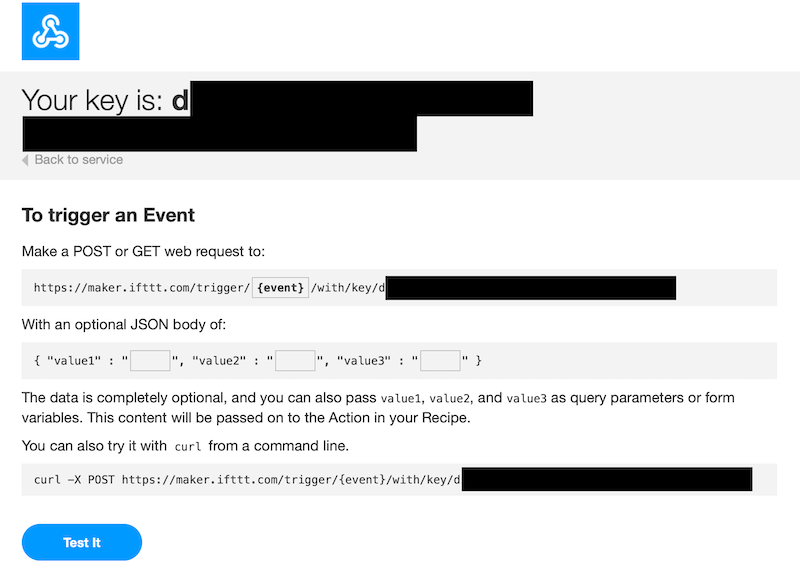 Your key is: d
Back to service
To trigger an Event
Make a POST or GET web request to:
https://maker.ifttt.com/trigger/ {event} /with/key/d
With an optional JSON body of:
{ "value1" : " ", "value2" : " ", "value3" : " " }
The data is completely optional, and you can also pass value1, value2, and value3 as query parameters or form
variables. This content will be passed on to the Action in your Recipe.
You can also try it with curl from a command line.
curl -X POST https://maker.ifttt.com/trigger/{event}/with/key/d
Test It